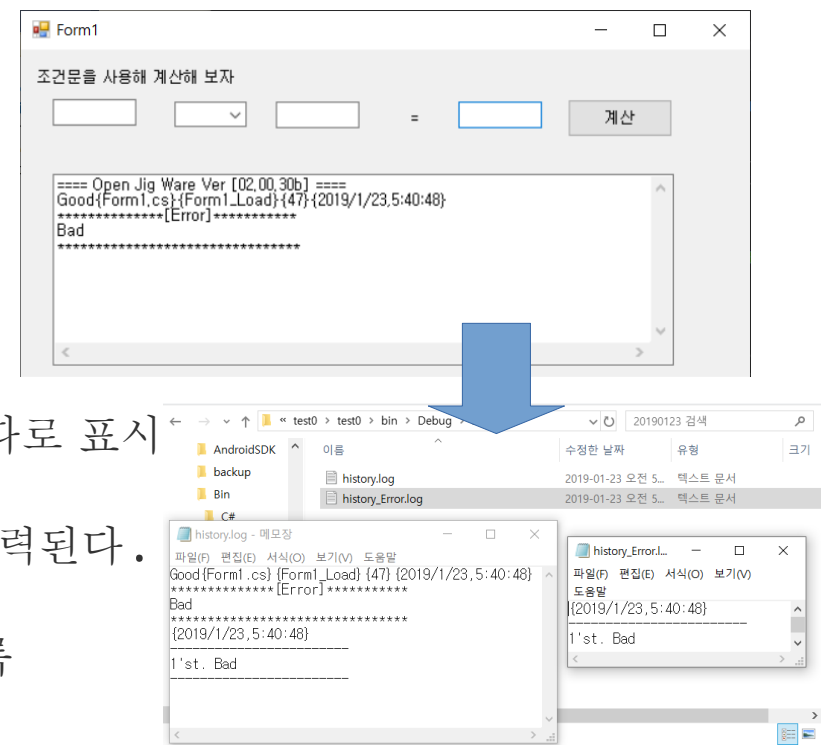 Form1
조건문을 사용해 계산해 보자
=
계산
==== Open Jig Ware Ver [02,00,30b] ====
Good{Form1.cs}{Form1_Load}{47}{2019/1/23,5:40:48}
**************[Error]***********
Bad
********************************
다로 표시
력된다.
« test0 > test0 > bin > Debug >
20190123 검색
AndroidSDK
backup
Bin
C#
이름 수정한 날짜 유형 크기
history.log 2019-01-23 오전 5... 텍스트 문서
history_Error.log 2019-01-23 오전 5... 텍스트 문서
history.log - 메모장
파일(F) 편집(E) 서식(O) 보기(V) 도움말
Good{Form1.cs}{Form1_Load}{47}{2019/1/23,5:40:48}
**************[Error]***********
Bad
********************************
{2019/1/23,5:40:48}
------------------------
1'st. Bad
------------------------
history_Error.l...
파일(F) 편집(E) 서식(O) 보기(V)
도움말
{2019/1/23,5:40:48}
------------------------
1'st. Bad